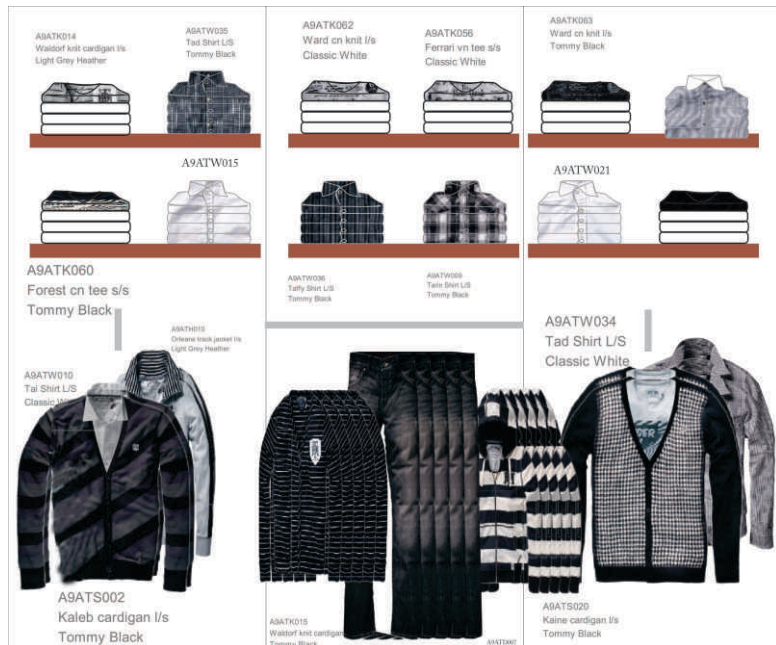 A9ATK014
Waldorf knit cardigan l/s
Light Grey Heather
A9ATW035
Tad Shirt L/S
Tommy Black
A9ATK062
Ward cn knit l/s
Classic White
A9ATK056
Ferrari vn tee s/s
Classic White
A9ATK063
Ward cn knit l/s
Tommy Black
A9ATW015
A9ATW021
A9ATK060
Forest cn tee s/s
Tommy Black
A9ATW036
Taffy Shirt L/S
Tommy Black
A9ATW009
Shirt L/S
Tommy Black
A9ATH010
Orleans track jacket l/s
Light Grey Heather
A9ATW034
Tad Shirt L/S
Classic White
A9ATW010
Tai Shirt L/S
Classic
A9ATS002
Kaleb cardigan l/s
Tommy Black
A9ATK015
Waldorf knit cardigan
Tommy Black
A9ATD007
A9ATS020
Kaine cardigan l/s
Tommy Black